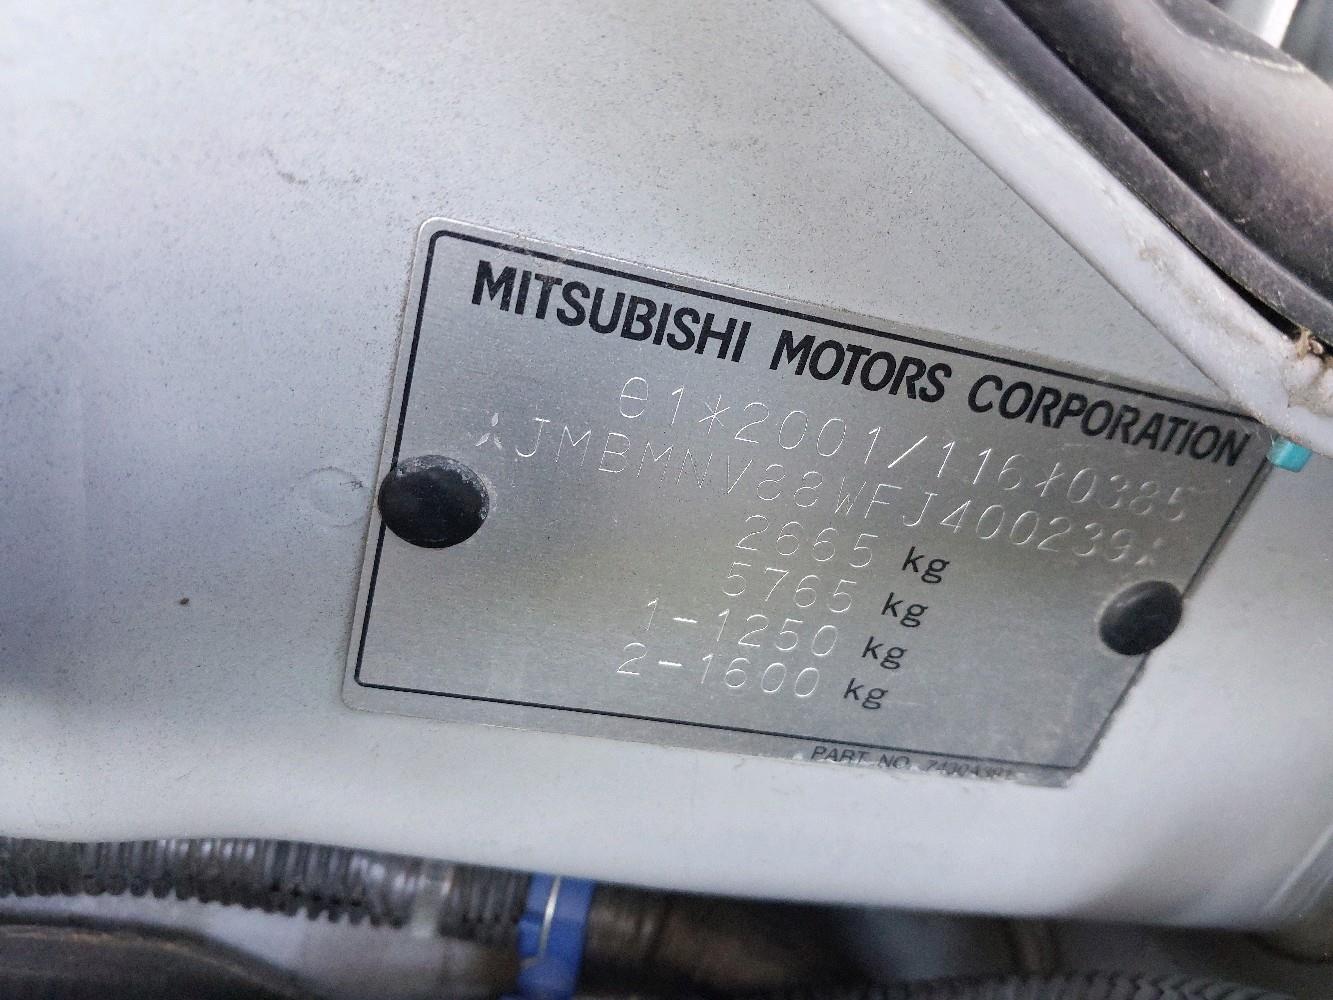 MITSUBISHI MOTORS CORPORATION
e1*2001/116*0385
JMBMNV88WFJ400239
2665 kg
5765 kg
1-1250 kg
2-1600 kg
PART NO.